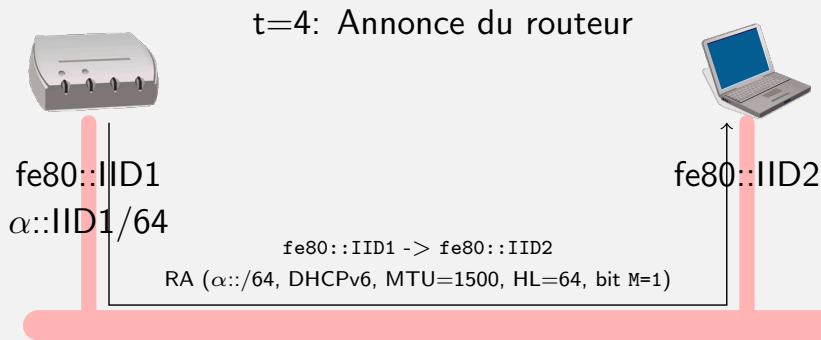 t=4: Annonce du routeur
fe80::IID1
α::IID1/64
fe80::IID2
fe80::IID1 -> fe80::IID2
RA (α::/64, DHCPv6, MTU=1500, HL=64, bit M=1)